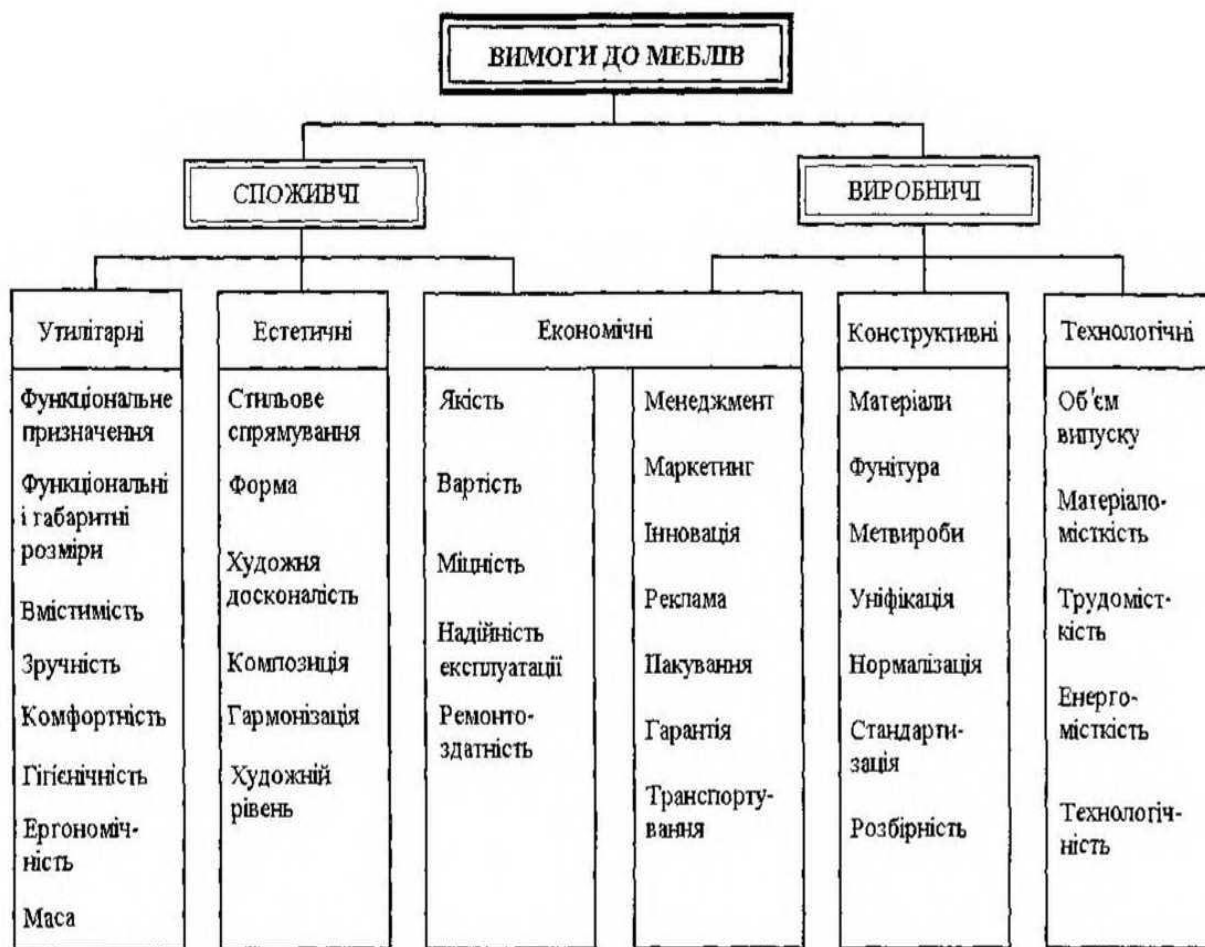 ВИМОГИ ДО МЕБЛІВ
СПОЖИВЧІ
ВИРОБНИЧІ
Утилітарні
Функціональне
призначення
Функціональні
і габаритні
розміри
Вмістимість
Зручність
Комфортність
Гігієнічність
Ергономіч-
ність
Маса
Естетичні
Стильове
спрямування
Форма
Художня
досконалість
Композиція
Гармонізація
Художній
рівень
Економічні
Якість
Вартість
Міцність
Надійність
експлуатації
Ремонто-
здатність
Менеджмент
Маркетинг
Інновація
Реклама
Пакування
Гарантія
Транспорту-
вання
Конструктивні
Матеріали
Фунітура
Метвироби
Уніфікація
Нормалізація
Стандарти-
зація
Розбірність
Технологічні
Об'єм
випуску
Матеріало-
місткість
Трудоміст-
кість
Енерго-
місткість
Технологіч-
ність